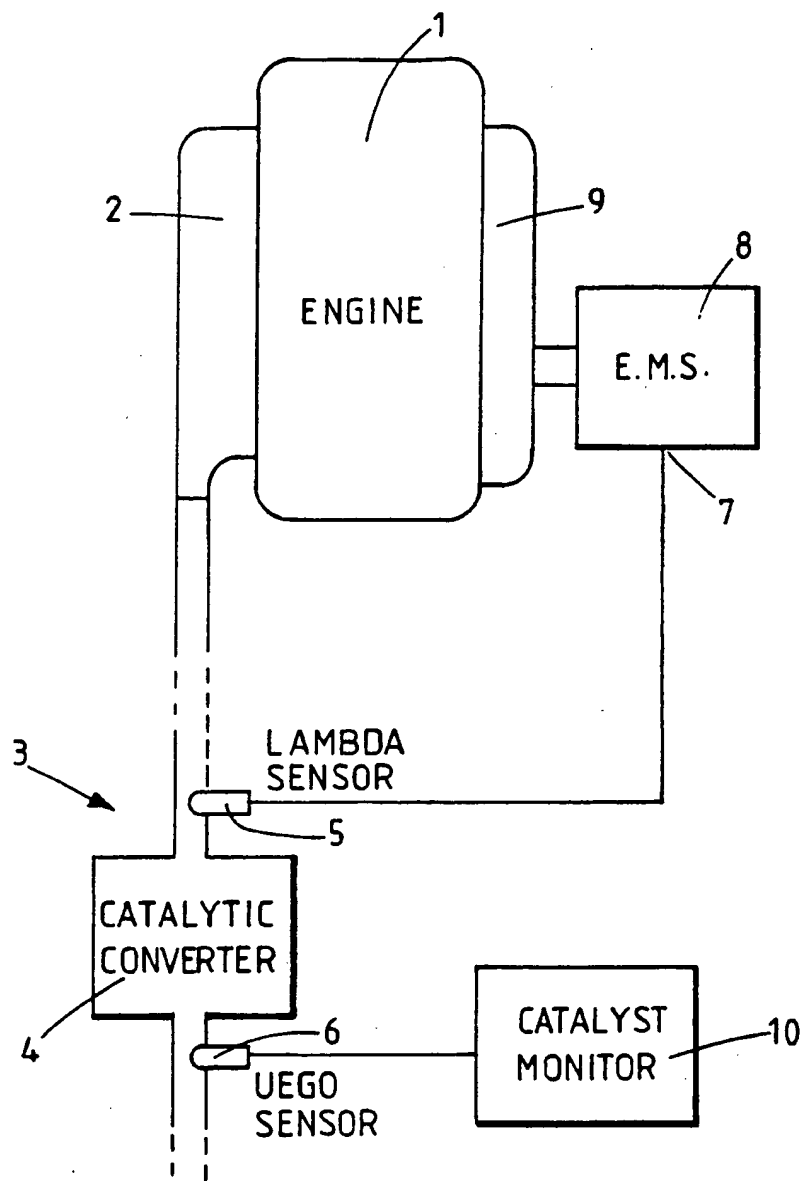 1
2
9
ENGINE
8
E.M.S.
7
3
LAMBDA
SENSOR
5
CATALYTIC
CONVERTER
4
6
UEGO
SENSOR
CATALYST
MONITOR
10